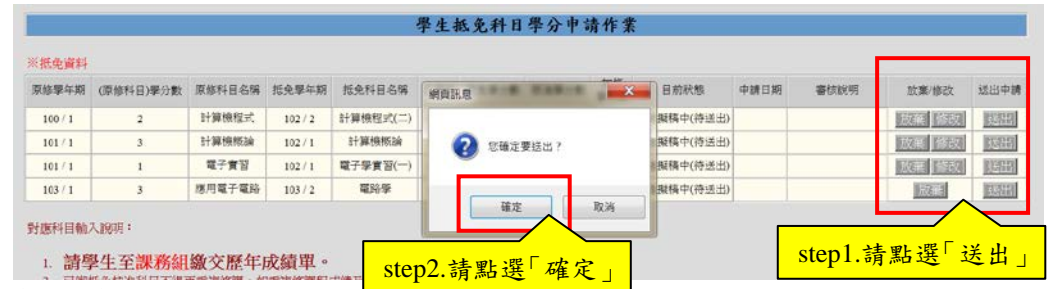 學生抵免科目學分申請作業
※抵免資料
原修學年期 (原修科目)學分數 原修科目名稱 抵免學年期 抵免科目名稱 目前狀態 申請日期 審核說明 放棄/修改 送出申請
100 / 1 2 計算機程式 102 / 2 計算機程式(二) 擬稿中(待送出) 放棄 修改 送出
101 / 1 3 計算機概論 102 / 1 計算機概論 擬稿中(待送出) 放棄 修改 送出
101 / 1 1 電子實習 102 / 1 電子學實習(一) 擬稿中(待送出) 放棄 修改 送出
103 / 1 3 應用電子電路 103 / 2 電路學 擬稿中(待送出) 放棄 送出
網頁訊息
您確定要送出？
確定 取消
對應科目輸入說明：
1. 請學生至課務組繳交歷年成績單。
step2.請點選「確定」
step1.請點選「送出」